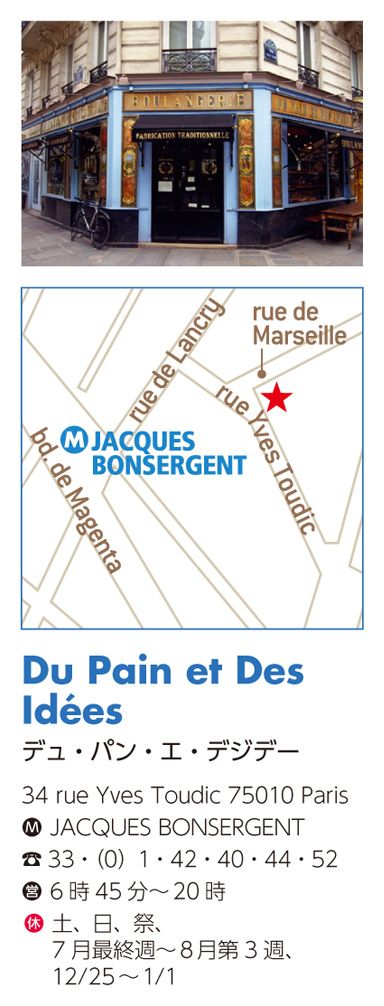 BOULANGERIE
FABRICATION TRADITIONNELLE
rue de Lancry
rue de
Marseille
rue Yves Toudic
M JACQUES
BONSERGENT
bd. de Magenta
Du Pain et Des
Idées
デュ・パン・エ・デジデー
34 rue Yves Toudic 75010 Paris
M JACQUES BONSERGENT
☎ 33・(0) 1・42・40・44・52
営 6時45分～20時
休 土、日、祭、
7月最終週～8月第3週、
12/25～1/1